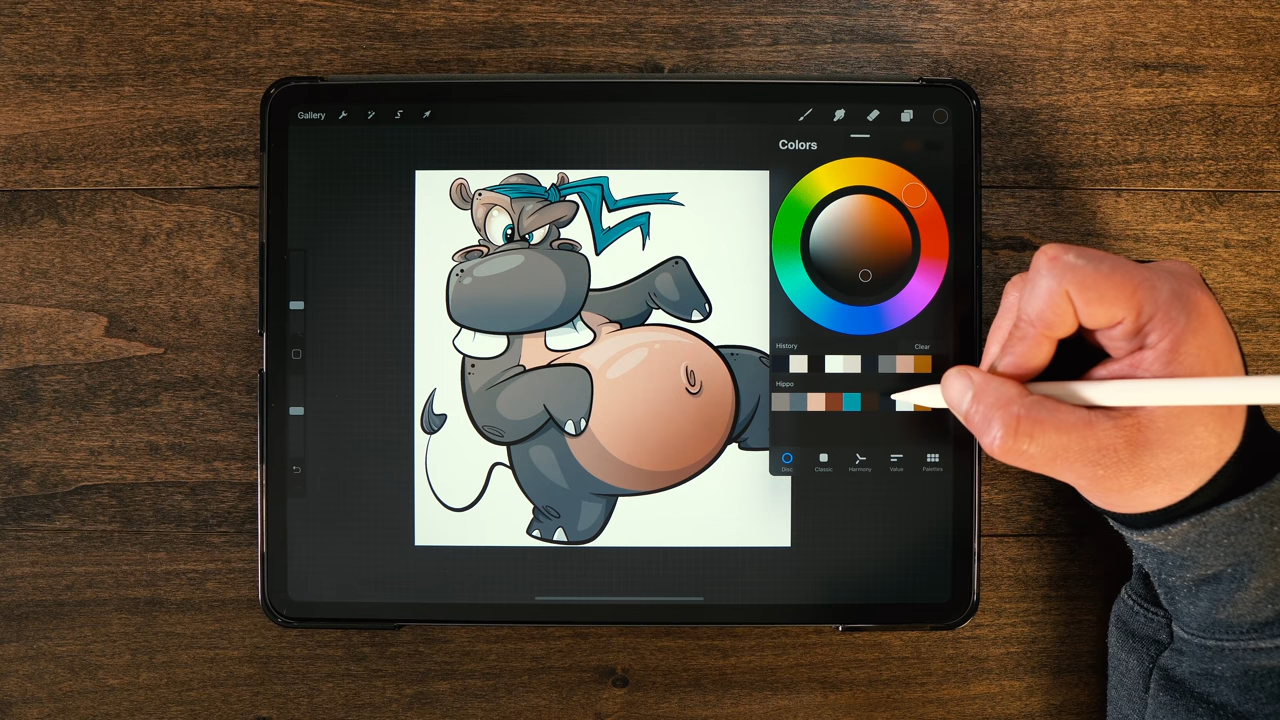 Gallery
Colors
History Clear
Hippo
Disc Classic Harmony Value Palettes